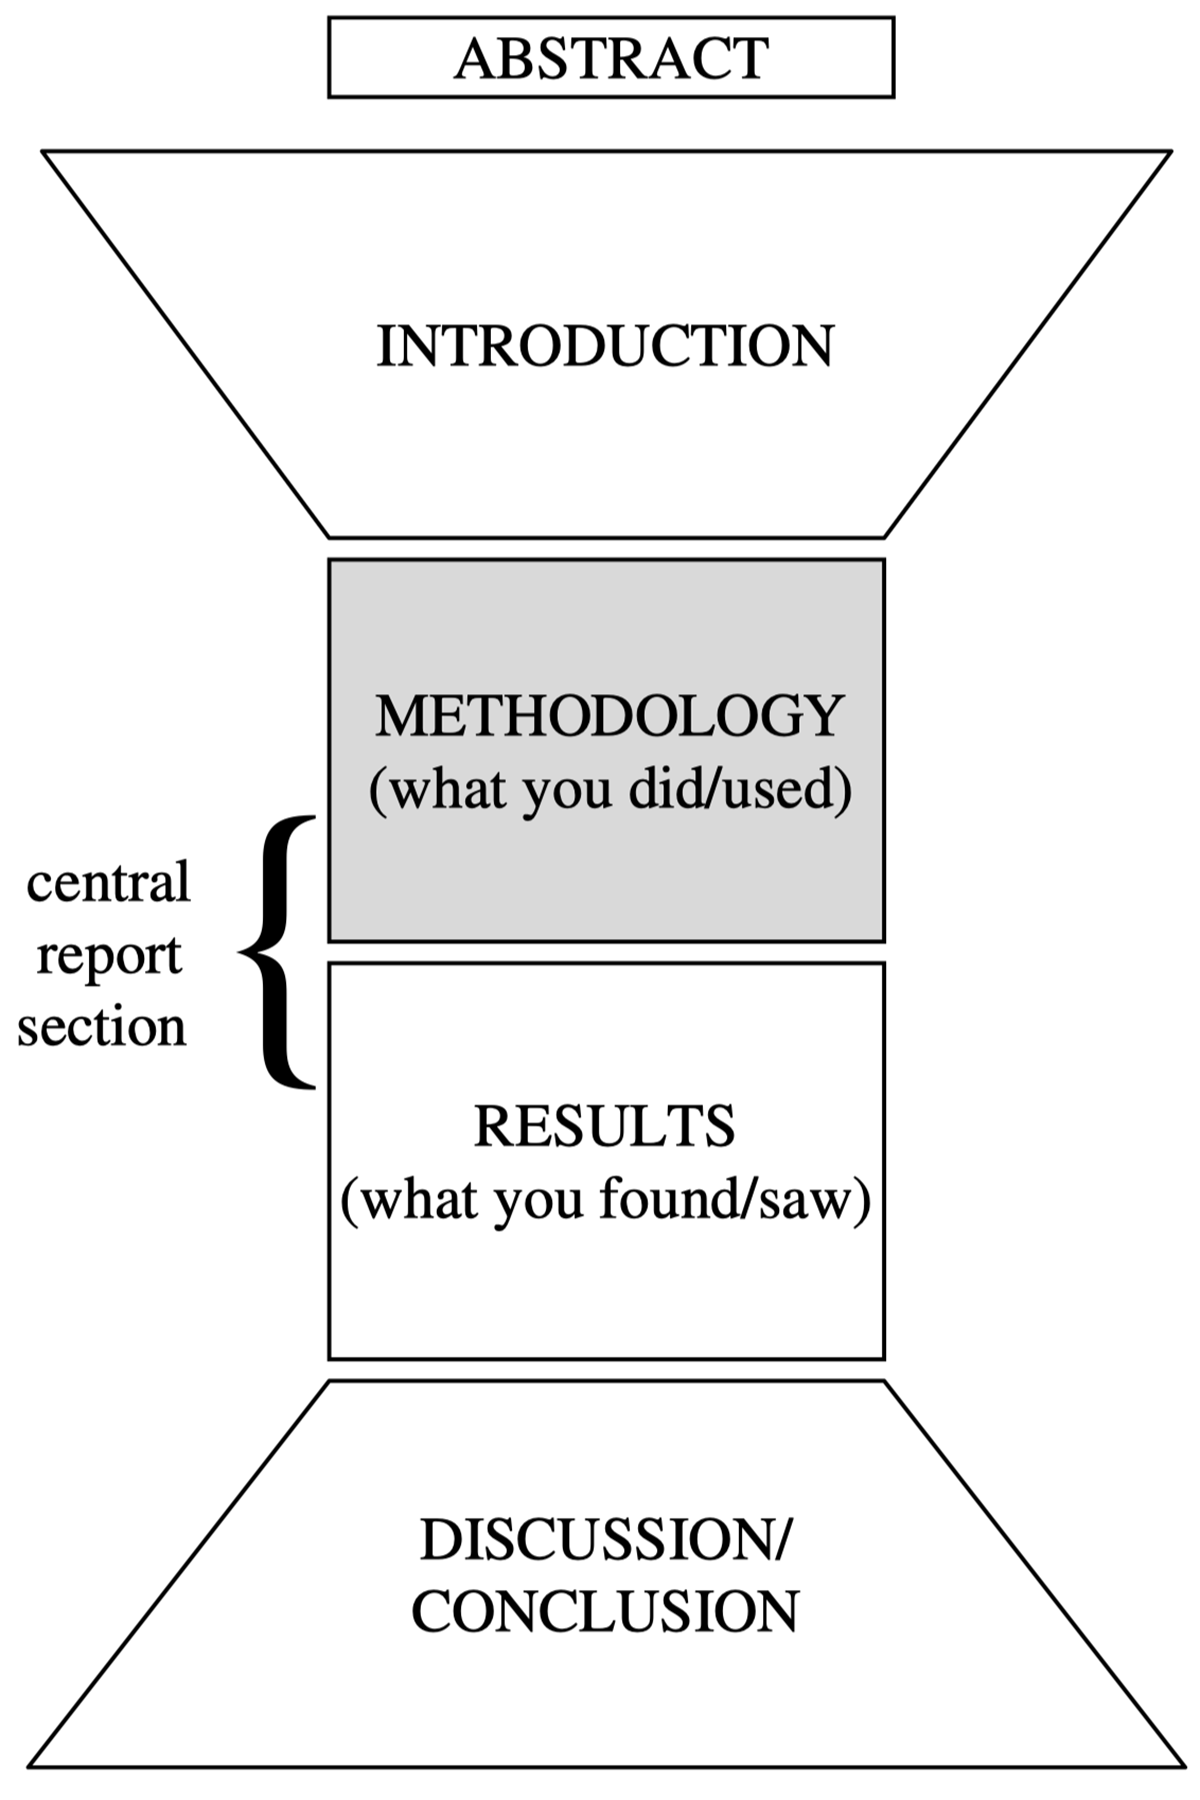 ABSTRACT
INTRODUCTION
METHODOLOGY
(what you did/used)
central
report
section
RESULTS
(what you found/saw)
DISCUSSION/
CONCLUSION